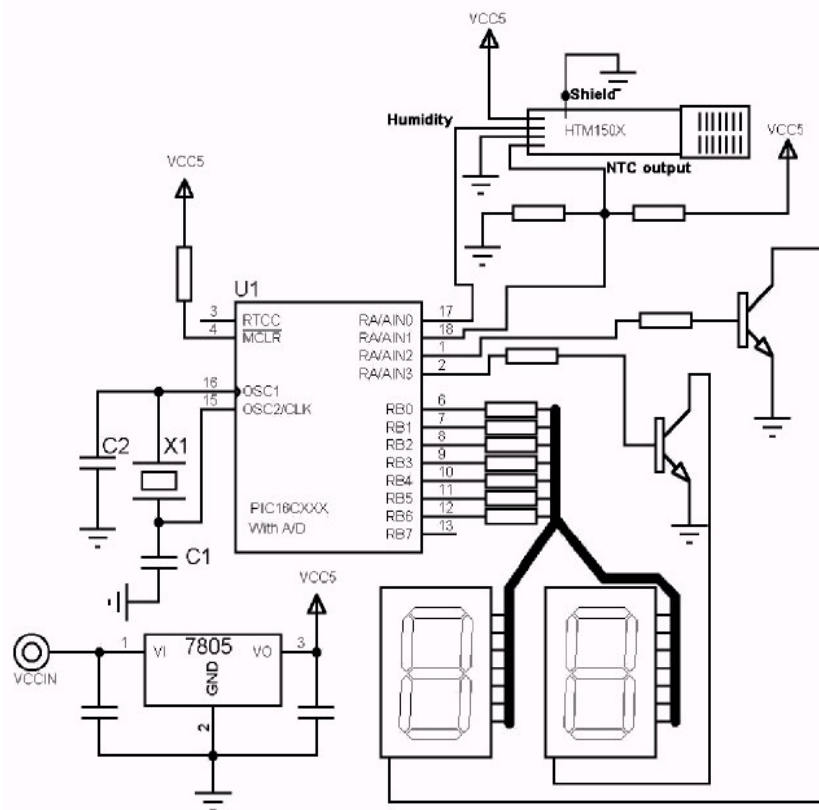 VCC5
Shield
Humidity
HTM150X
VCC5
NTC output
VCC5
U1
3
RTCC
RA/AIN0
17
4
MCLR
RA/AIN1
18
RA/AIN2
1
RA/AIN3
2
16
OSC1
15
OSC2/CLK
RB0
6
C2
X1
RB1
7
RB2
8
RB3
9
RB4
10
PIC16CXXX
RB5
11
With A/D
RB6
12
RB7
13
C1
VCC5
1
VI
7805
VO
3
GND
VCCIN
2